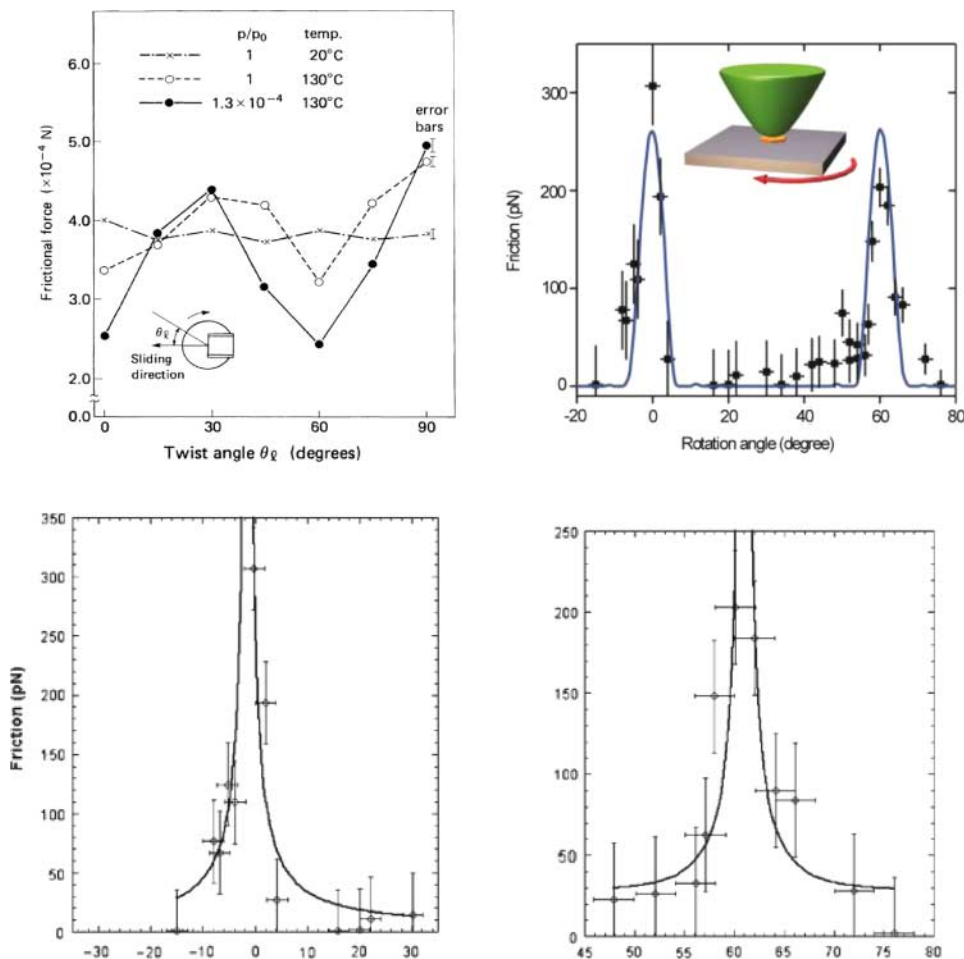 p/p₀ temp.
1 20°C
1 130°C
1.3 × 10⁻⁴ 130°C
error
bars
Frictional force (×10⁻⁴ N)
6.0
5.0
4.0
3.0
2.0
0.0
θℓ
Sliding
direction
0 15 30 45 60 75 90
Twist angle θℓ (degrees)
Friction (pN)
300
200
100
0
-20 0 20 40 60 80
Rotation angle (degree)
Friction (pN)
350
300
250
200
150
100
50
0
-30 -20 -10 0 10 20 30
250
200
150
100
50
0
45 50 55 60 65 70 75 80